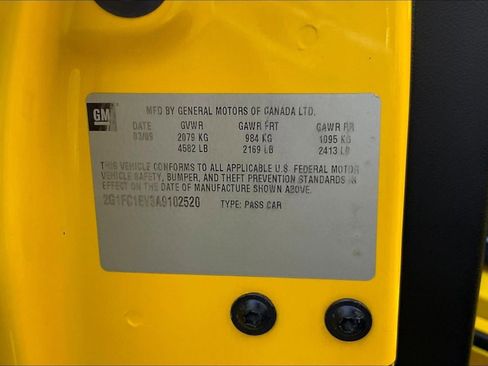 GM
MFD BY GENERAL MOTORS OF CANADA LTD.
DATE GVWR GAWR FRT GAWR RR
03/09 2079 KG 984 KG 1095 KG
4582 LB 2169 LB 2413 LB
THIS VEHICLE CONFORMS TO ALL APPLICABLE U.S. FEDERAL MOTOR
VEHICLE SAFETY, BUMPER, AND THEFT PREVENTION STANDARDS IN
EFFECT ON THE DATE OF MANUFACTURE SHOWN ABOVE.
2G1FC1EV3A9102520 TYPE: PASS CAR